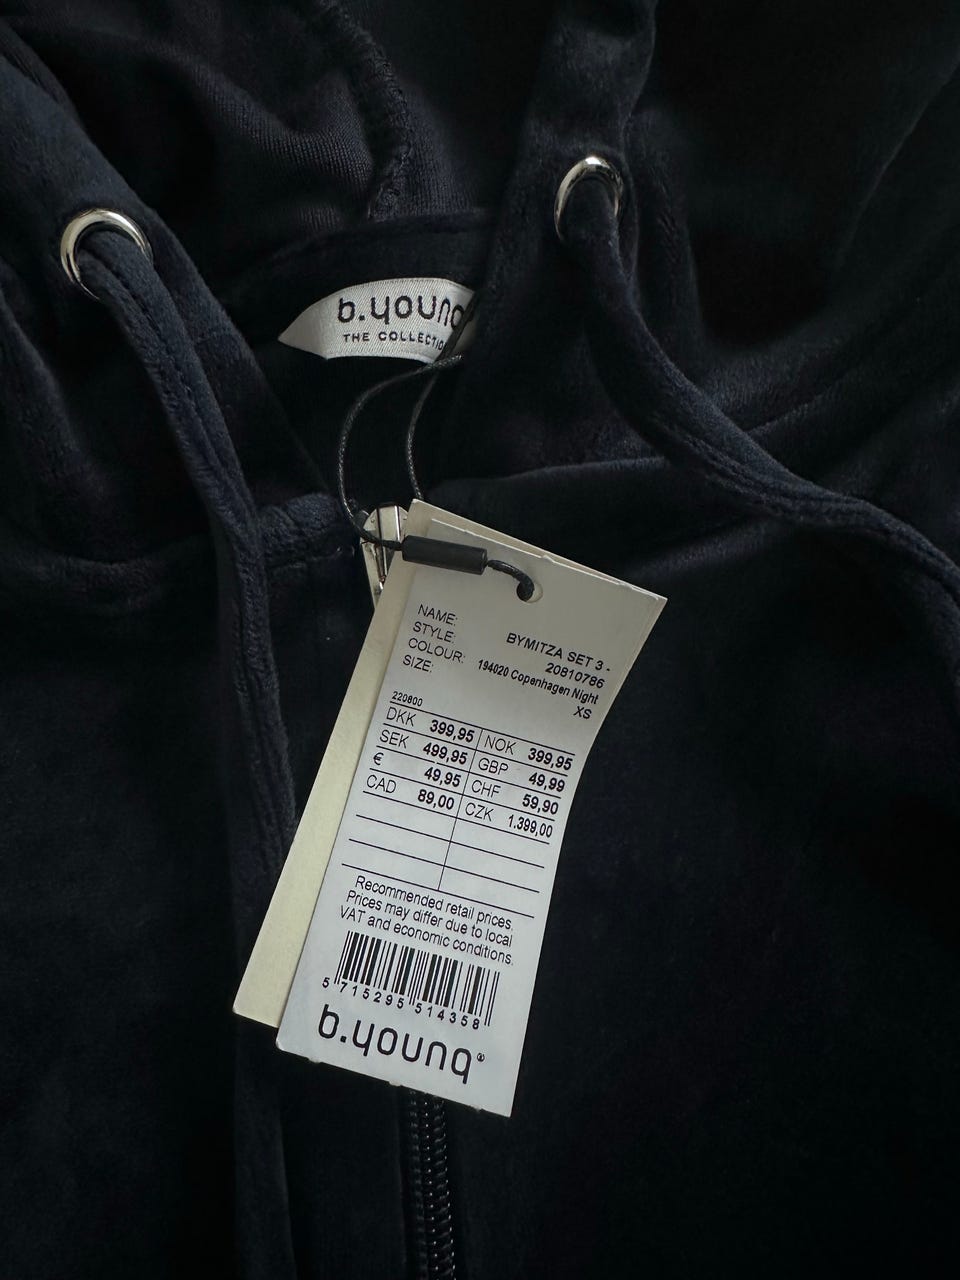 b.young
THE COLLECTIO
NAME: BYMITZA SET 3 -
STYLE: 20810786
COLOUR: 194020 Copenhagen Night
SIZE: XS
220800
DKK 399,95 NOK 399,95
SEK 499,95 GBP 49,99
€ 49,95 CHF 59,90
CAD 89,00 CZK 1.399,00
Recommended retail prices.
Prices may differ due to local
VAT and economic conditions.
5 715295 514358
b.young®